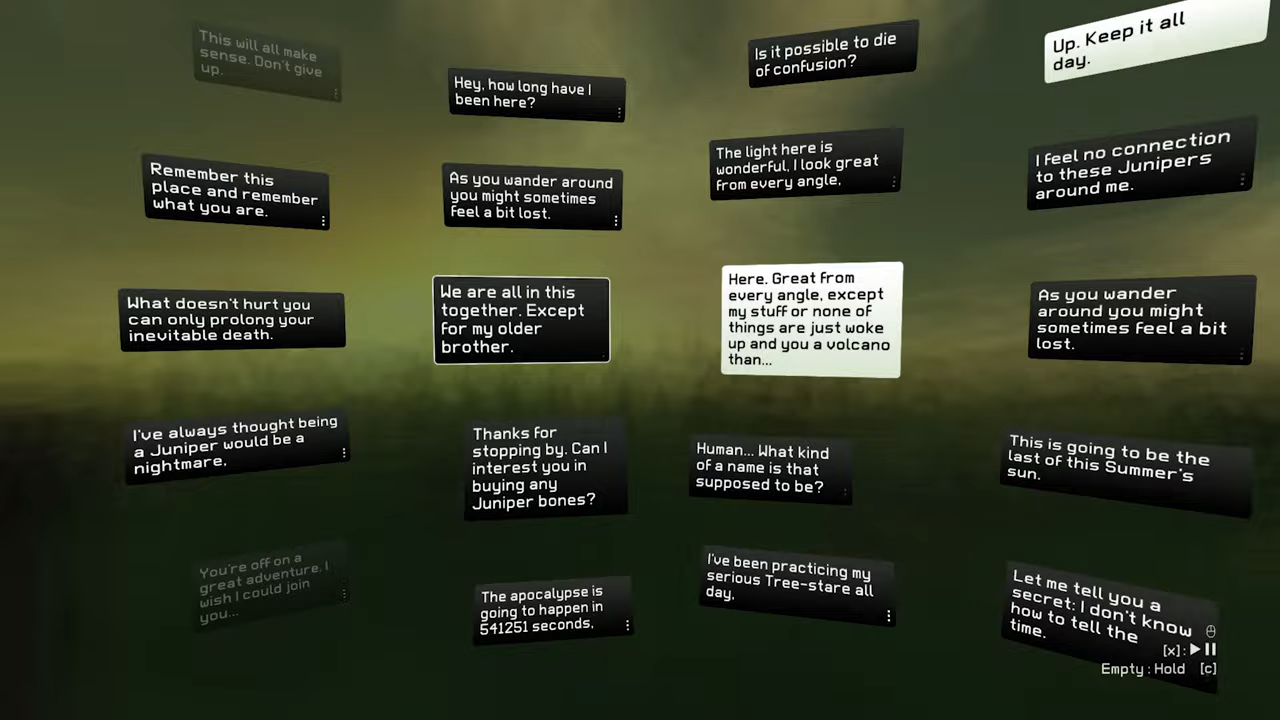 This will all make
sense. Don't give
up.
Hey, how long have I
been here?
Is it possible to die
of confusion?
Up. Keep it all
day.
Remember this
place and remember
what you are.
As you wander around
you might sometimes
feel a bit lost.
The light here is
wonderful, I look great
from every angle.
I feel no connection
to these Junipers
around me.
What doesn't hurt you
can only prolong your
inevitable death.
We are all in this
together. Except
for my older
brother.
Here. Great from
every angle, except
my stuff or none of
things are just woke
up and you a volcano
than...
As you wander
around you might
sometimes feel a bit
lost.
I've always thought being
a Juniper would be a
nightmare.
Thanks for
stopping by. Can I
interest you in
buying any
Juniper bones?
Human... What kind
of a name is that
supposed to be?
This is going to be the
last of this Summer's
sun.
You're off on a
great adventure. I
wish I could join
you...
The apocalypse is
going to happen in
541251 seconds.
I've been practicing my
serious Tree-stare all
day.
Let me tell you a
secret: I don't know
how to tell the
time.
[x]:
Empty : Hold [c]